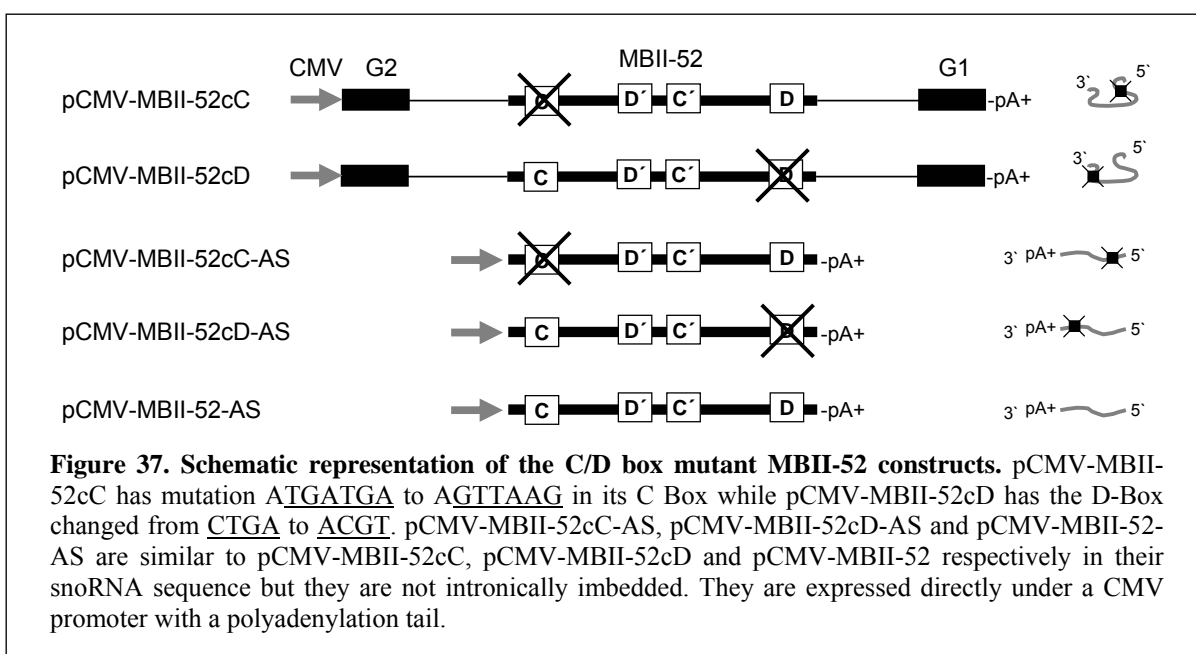 CMV G2 MBII-52 G1
pCMV-MBII-52cC C D´ C´ D -pA+ 3` 5`
pCMV-MBII-52cD C D´ C´ D -pA+ 3` 5`
pCMV-MBII-52cC-AS C D´ C´ D -pA+ 3` pA+ 5`
pCMV-MBII-52cD-AS C D´ C´ D -pA+ 3` pA+ 5`
pCMV-MBII-52-AS C D´ C´ D -pA+ 3` pA+ 5`
Figure 37. Schematic representation of the C/D box mutant MBII-52 constructs. pCMV-MBII-
52cC has mutation ATGATGA to AGTTAAG in its C Box while pCMV-MBII-52cD has the D-Box
changed from CTGA to ACGT. pCMV-MBII-52cC-AS, pCMV-MBII-52cD-AS and pCMV-MBII-52-
AS are similar to pCMV-MBII-52cC, pCMV-MBII-52cD and pCMV-MBII-52 respectively in their
snoRNA sequence but they are not intronically imbedded. They are expressed directly under a CMV
promoter with a polyadenylation tail.